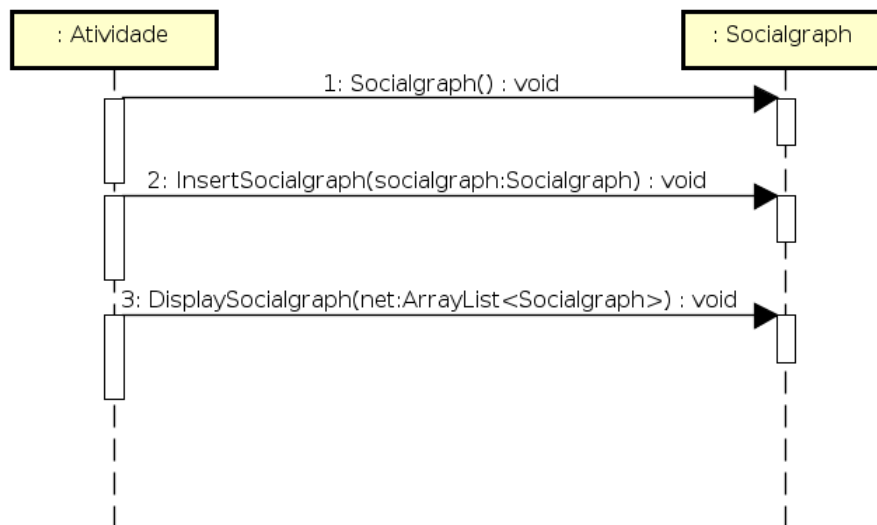 : Atividade
: Socialgraph
1: Socialgraph() : void
2: InsertSocialgraph(socialgraph:Socialgraph) : void
3: DisplaySocialgraph(net:ArrayList<Socialgraph>) : void